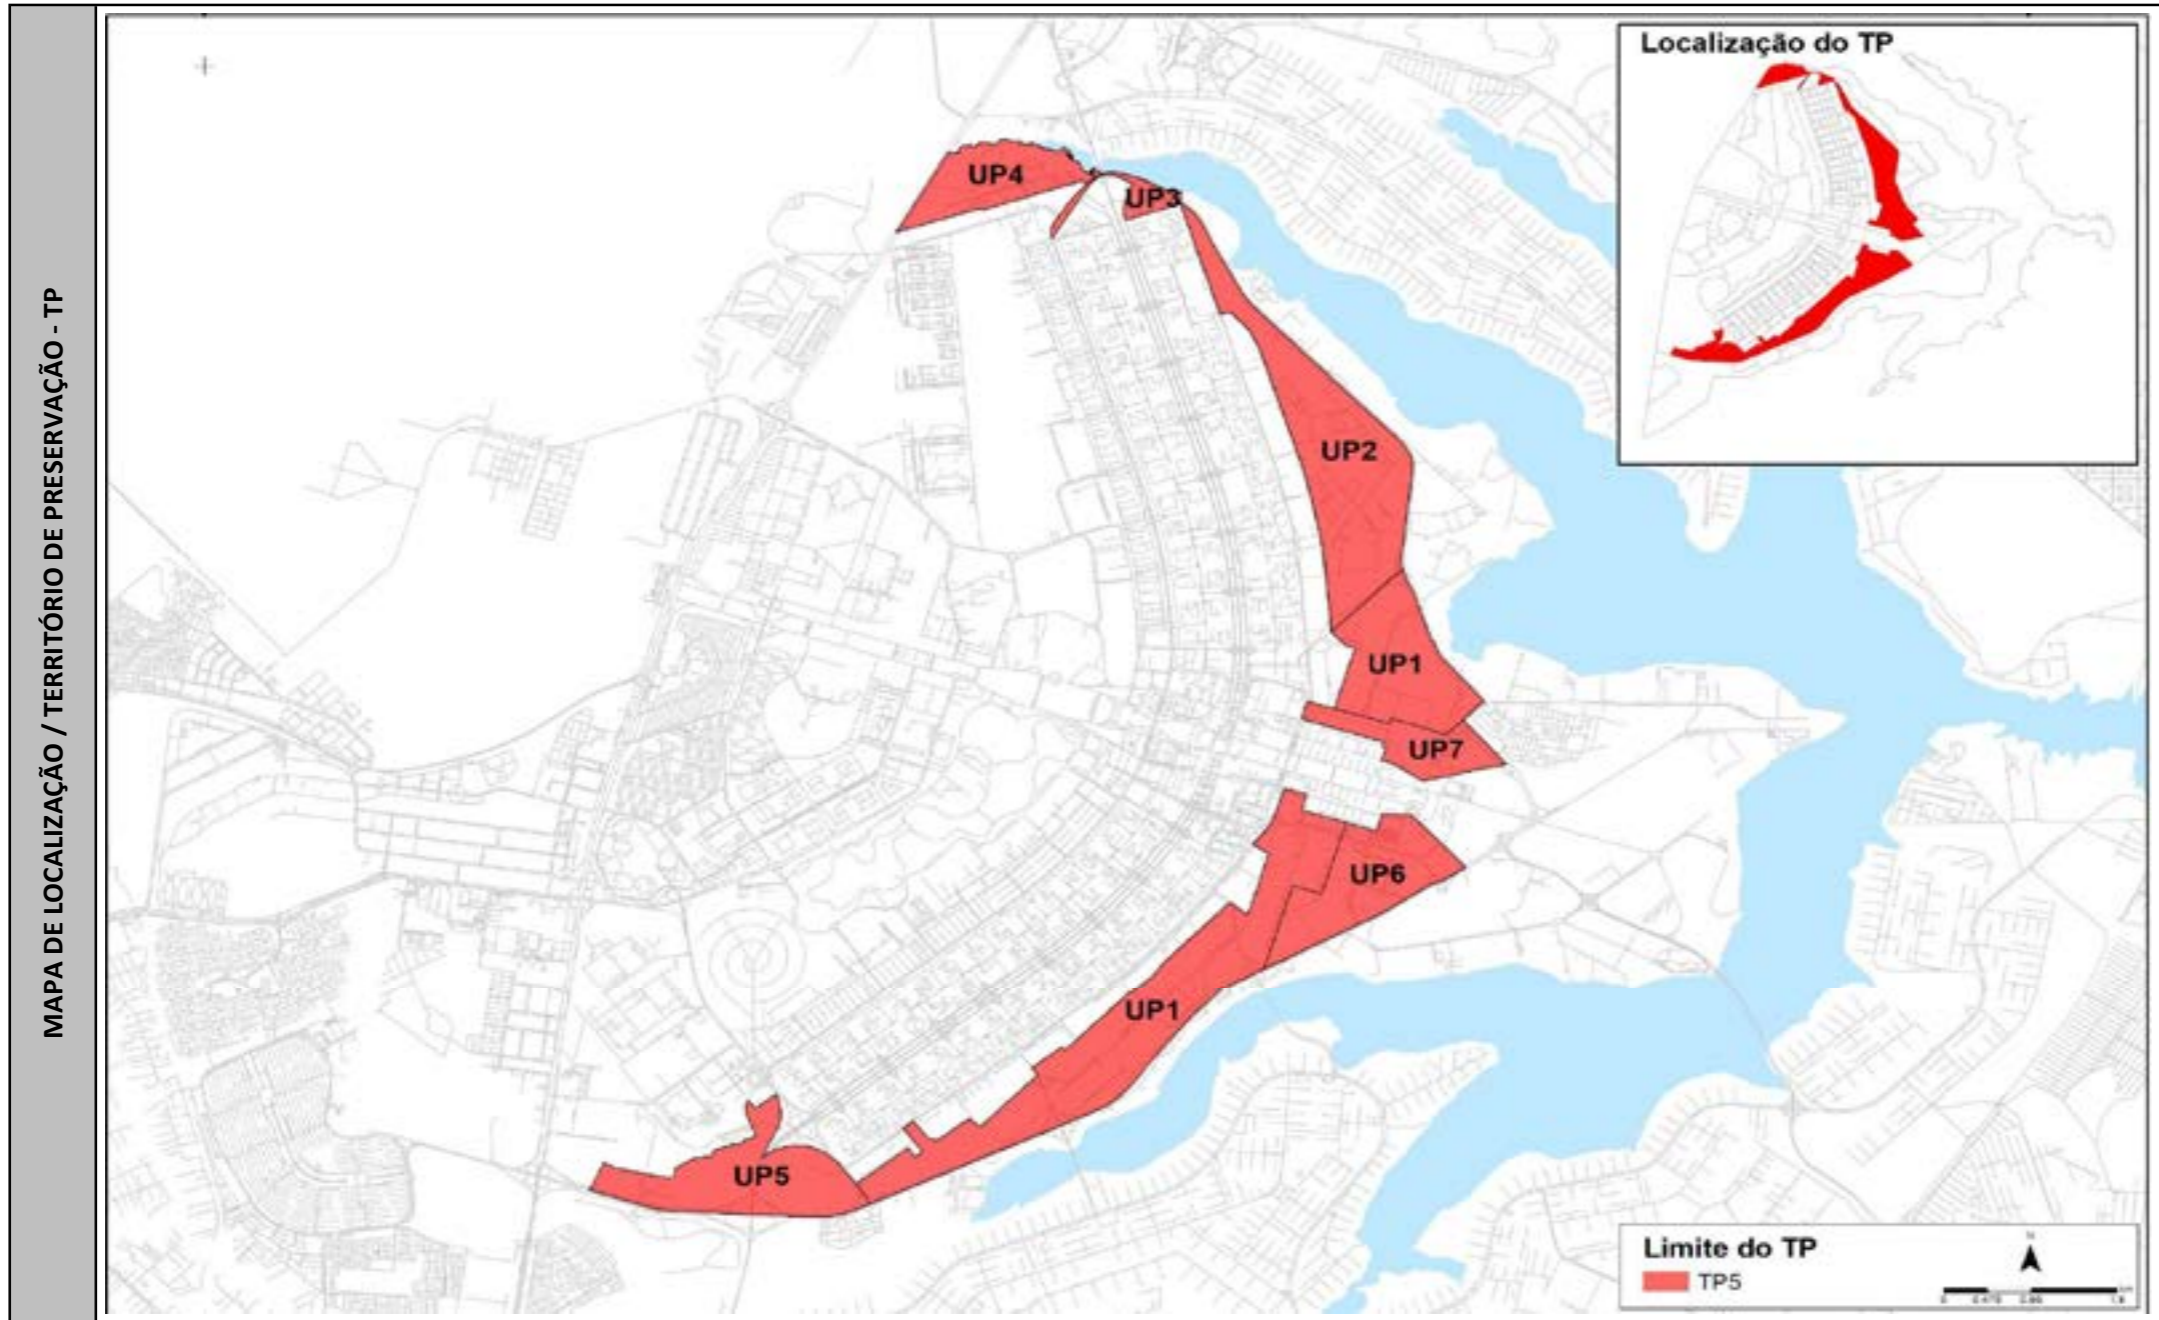 MAPA DE LOCALIZAÇÃO / TERRITÓRIO DE PRESERVAÇÃO - TP
Localização do TP
UP4
UP3
UP2
UP1
UP7
UP6
UP1
UP5
Limite do TP
TP5